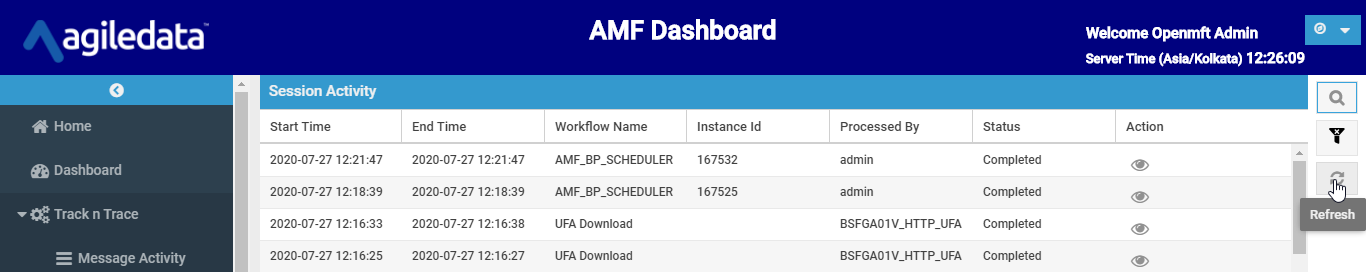 agiledata™
AMF Dashboard
Welcome Openmft Admin
Server Time (Asia/Kolkata) 12:26:09
Home
Dashboard
Track n Trace
Message Activity
Session Activity
Start Time End Time Workflow Name Instance Id Processed By Status Action
2020-07-27 12:21:47 2020-07-27 12:21:47 AMF_BP_SCHEDULER 167532 admin Completed
2020-07-27 12:18:39 2020-07-27 12:18:39 AMF_BP_SCHEDULER 167525 admin Completed
2020-07-27 12:16:33 2020-07-27 12:16:38 UFA Download BSFGA01V_HTTP_UFA Completed
2020-07-27 12:16:25 2020-07-27 12:16:27 UFA Download BSFGA01V_HTTP_UFA Completed
Refresh